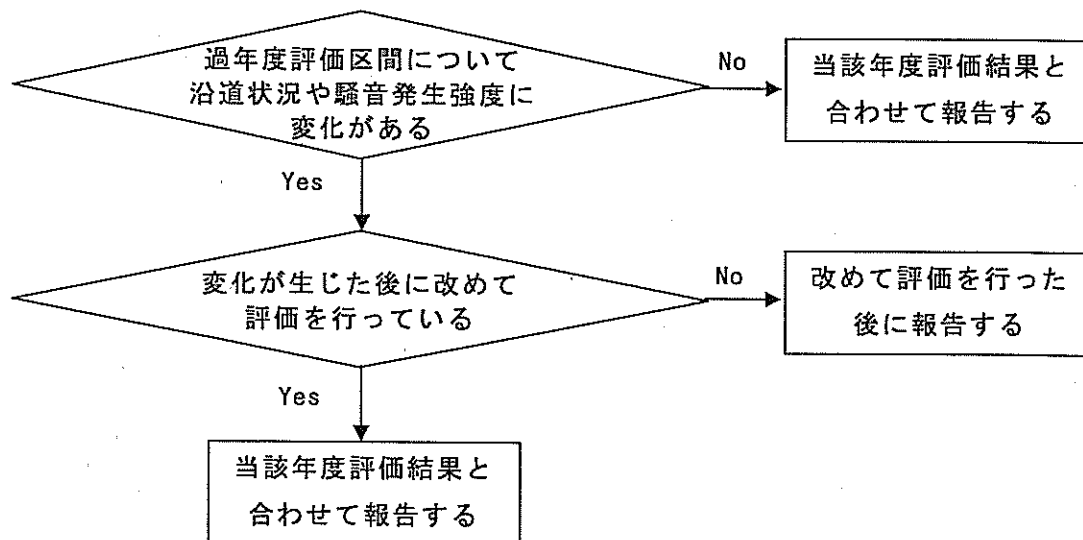 過年度評価区間について
沿道状況や騒音発生強度に
変化がある
No
当該年度評価結果と
合わせて報告する
Yes
変化が生じた後に改めて
評価を行っている
No
改めて評価を行った
後に報告する
Yes
当該年度評価結果と
合わせて報告する